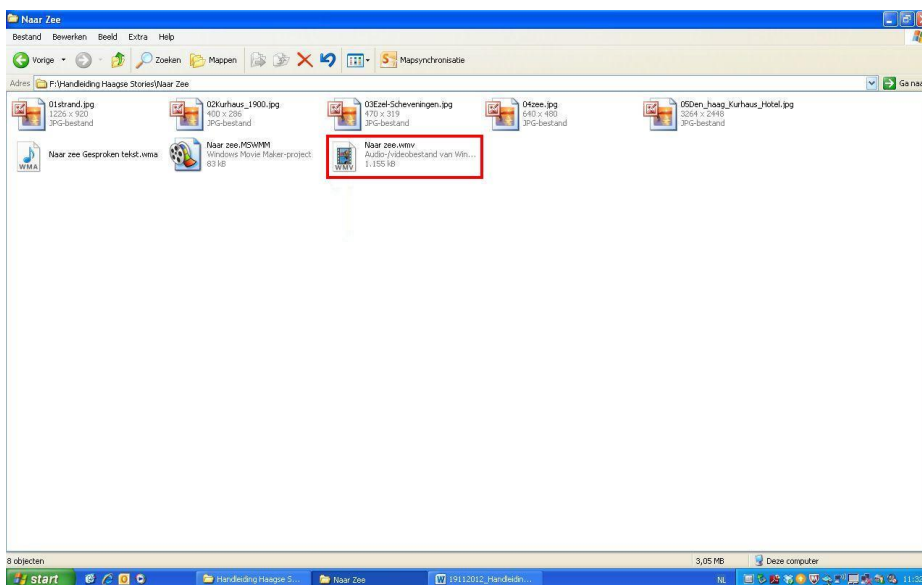 Naar Zee
Bestand Bewerken Beeld Extra Help
Vorige Zoeken Mappen Mapsynchronisatie
Adres F:\Handleiding Haagse Stories\Naar Zee Ga naa
01strand.jpg
1226 x 920
JPG-bestand
02Kurhaus_1900.jpg
400 x 286
JPG-bestand
03Ezel-Scheveningen.jpg
470 x 319
JPG-bestand
04zee.jpg
640 x 480
JPG-bestand
05Den_haag_Kurhaus_Hotel.jpg
3264 x 2448
JPG-bestand
WMA
Naar zee Gesproken tekst.wma
Naar zee.MSWMM
Windows Movie Maker-project
83 kB
WMV
Naar zee.wmv
Audio-/videobestand van Win...
1.155 kB
8 objecten 3,05 MB Deze computer
start Handleiding Haagse S... Naar Zee 19112012_Handleidin... NL